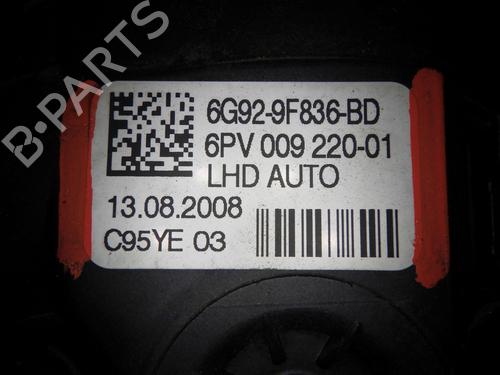 B-PARTS
6G92-9F836-BD
6PV 009 220-01
LHD AUTO
13.08.2008
C95YE 03